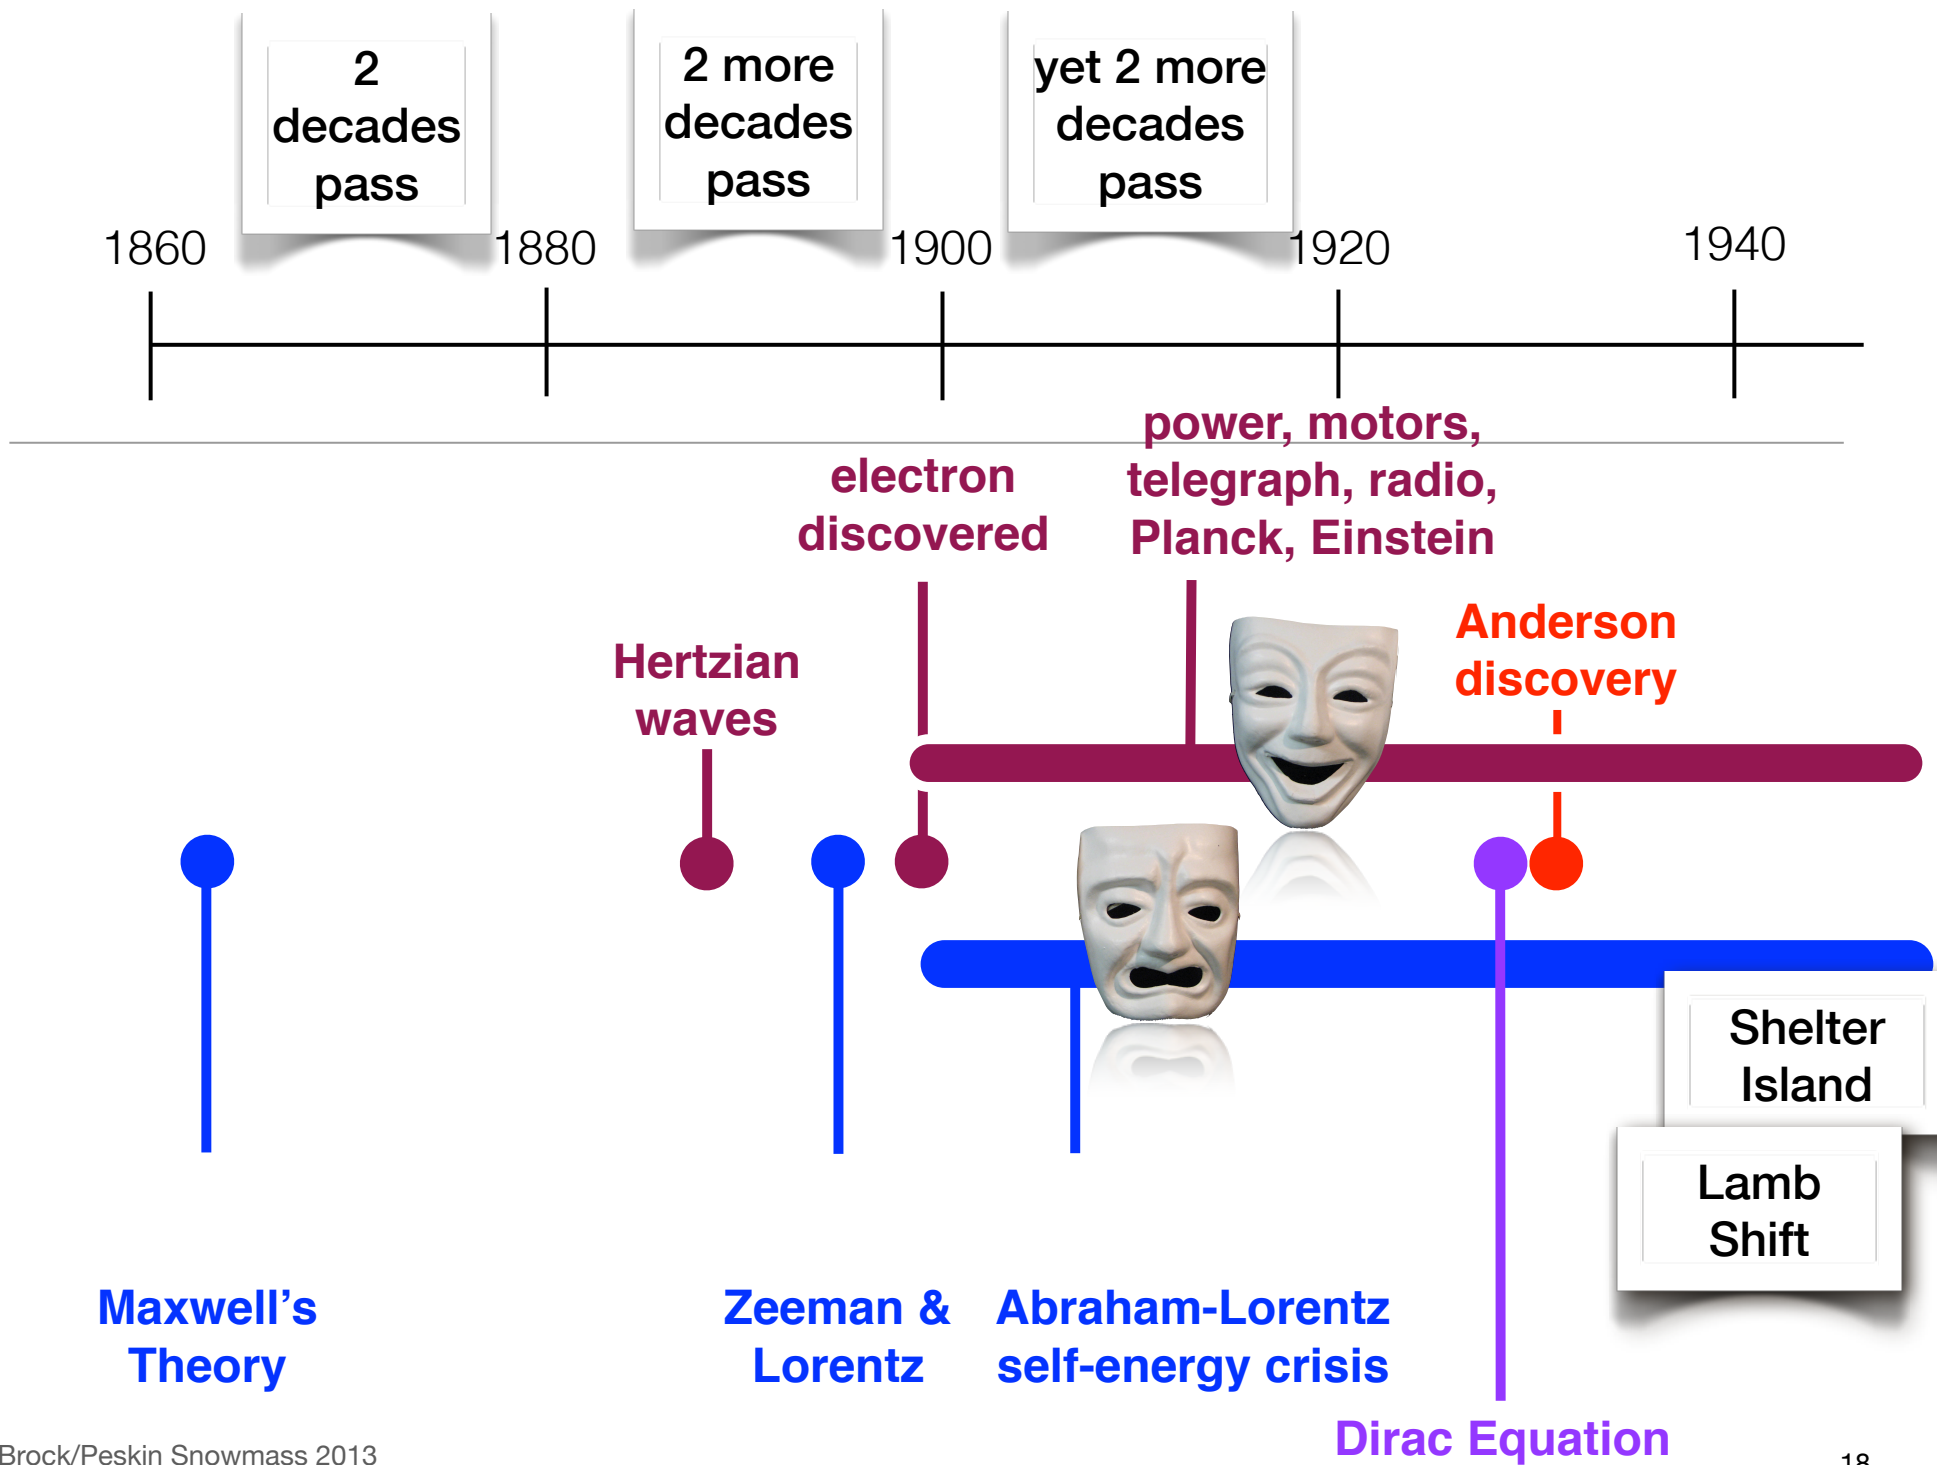 2
decades
pass
2 more
decades
pass
yet 2 more
decades
pass
1860
1880
1900
1920
1940
power, motors,
telegraph, radio,
Planck, Einstein
electron
discovered
Anderson
discovery
Hertzian
waves
Shelter
Island
Lamb
Shift
Maxwell's
Theory
Zeeman &
Lorentz
Abraham-Lorentz
self-energy crisis
Dirac Equation
Brock/Peskin Snowmass 2013
18